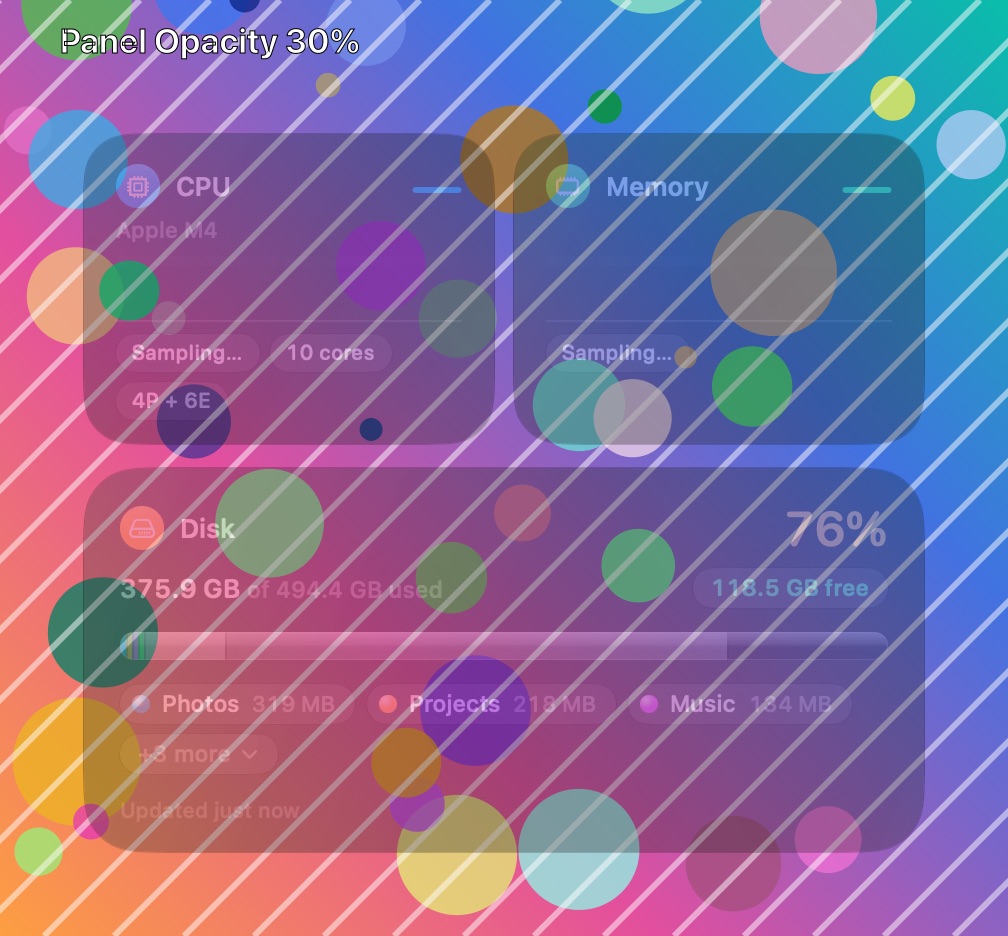 Panel Opacity 30%
CPU
Apple M4
Sampling...
10 cores
4P + 6E
Memory
Sampling...
Disk
76%
375.9 GB of 494.4 GB used
118.5 GB free
Photos 319 MB
Projects 218 MB
Music 134 MB
+3 more
Updated just now